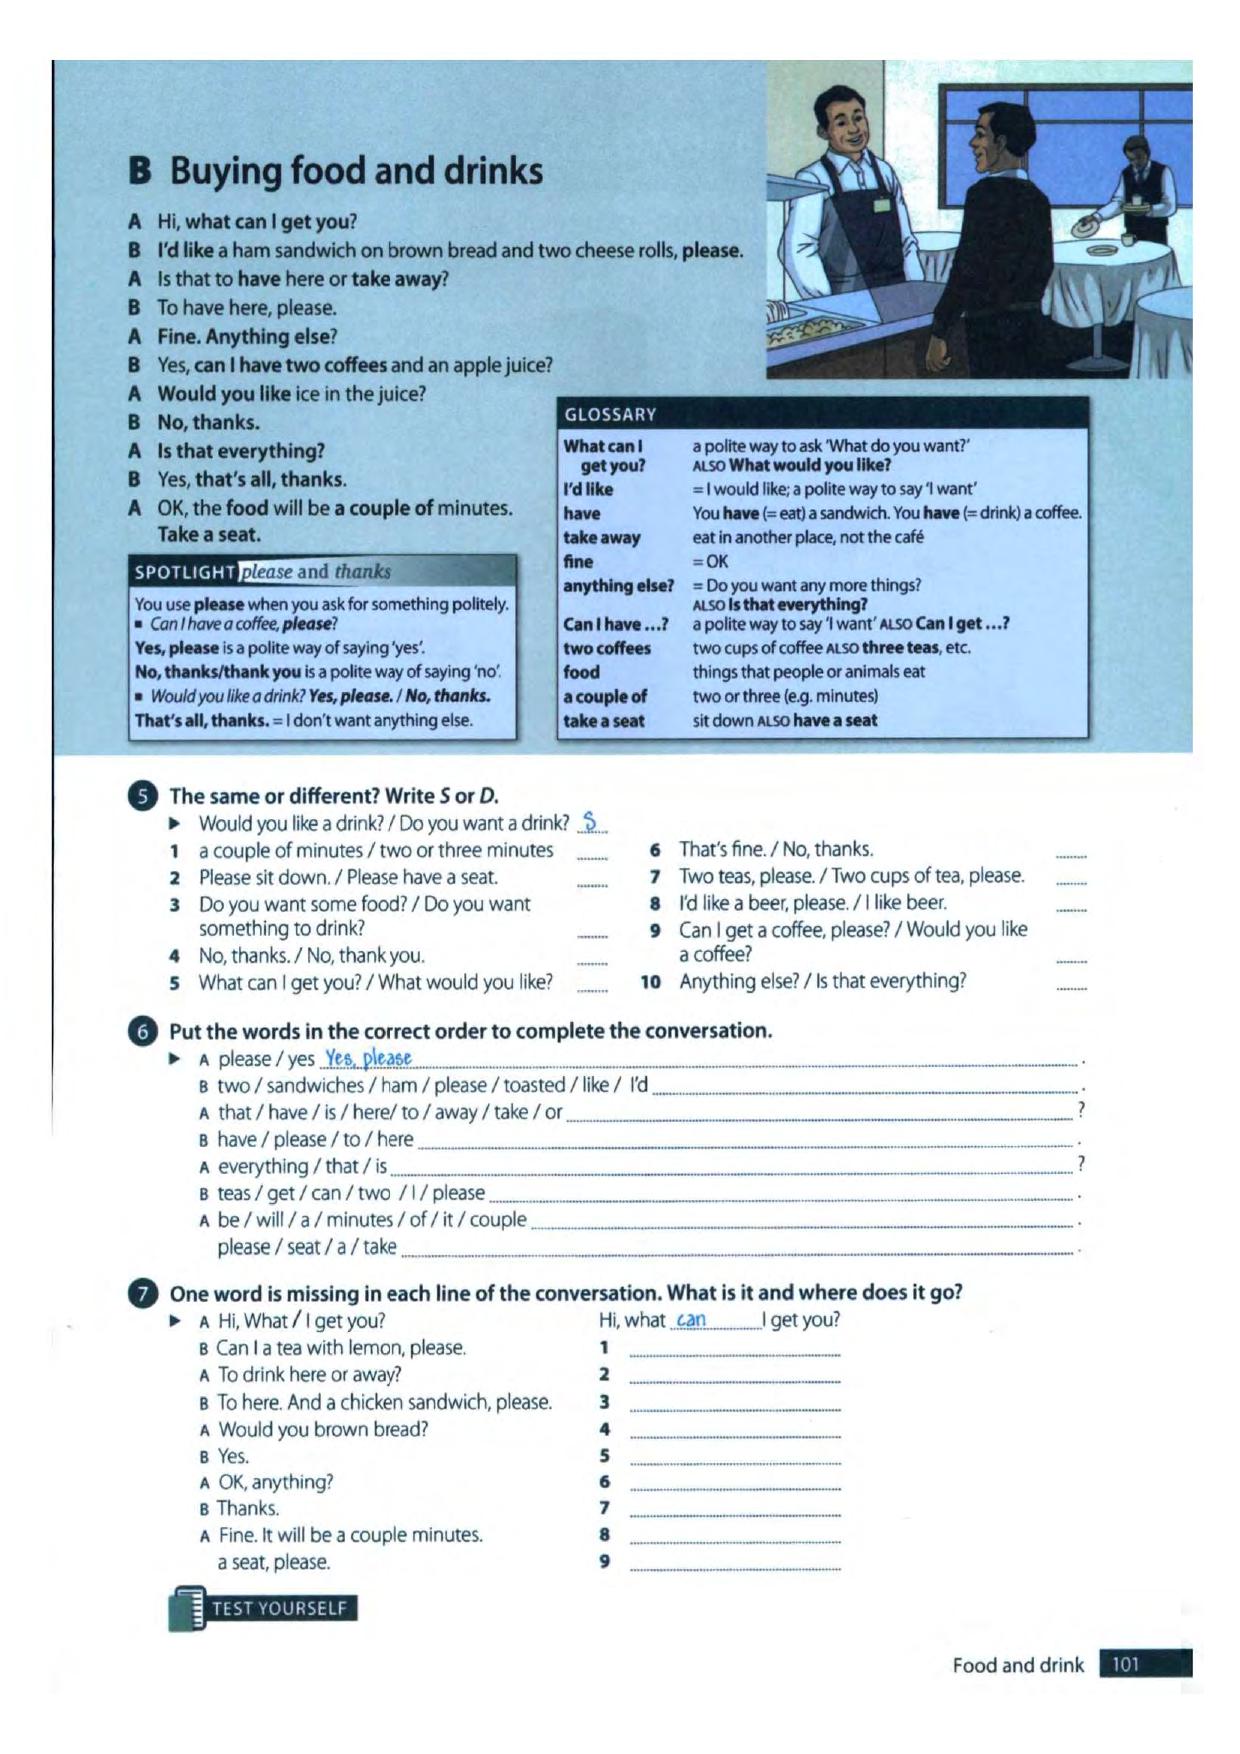 B Buying food and drinks
A Hi, what can I get you?
B I'd like a ham sandwich on brown bread and two cheese rolls, please.
A Is that to have here or take away?
B To have here, please.
A Fine. Anything else?
B Yes, can I have two coffees and an apple juice?
A Would you like ice in the juice?
B No, thanks.
A Is that everything?
B Yes, that's all, thanks.
A OK, the food will be a couple of minutes.
Take a seat.
SPOTLIGHT please and thanks
You use please when you ask for something politely.
▪ Can I have a coffee, please?
Yes, please is a polite way of saying 'yes'.
No, thanks/thank you is a polite way of saying 'no'.
▪ Would you like a drink? Yes, please. / No, thanks.
That's all, thanks. = I don't want anything else.
GLOSSARY
What can I get you? a polite way to ask 'What do you want?'
ALSO What would you like?
I'd like = I would like; a polite way to say 'I want'
have You have (= eat) a sandwich. You have (= drink) a coffee.
take away eat in another place, not the café
fine = OK
anything else? = Do you want any more things?
ALSO Is that everything?
Can I have ...? a polite way to say 'I want' ALSO Can I get ...?
two coffees two cups of coffee ALSO three teas, etc.
food things that people or animals eat
a couple of two or three (e.g. minutes)
take a seat sit down ALSO have a seat
5 The same or different? Write S or D.
► Would you like a drink? / Do you want a drink? S
1 a couple of minutes / two or three minutes
2 Please sit down. / Please have a seat.
3 Do you want some food? / Do you want
something to drink?
4 No, thanks. / No, thank you.
5 What can I get you? / What would you like?
6 That's fine. / No, thanks.
7 Two teas, please. / Two cups of tea, please.
8 I'd like a beer, please. / I like beer.
9 Can I get a coffee, please? / Would you like
a coffee?
10 Anything else? / Is that everything?
6 Put the words in the correct order to complete the conversation.
► A please / yes Yes, please.
B two / sandwiches / ham / please / toasted / like / I'd .
A that / have / is / here/ to / away / take / or ?
B have / please / to / here .
A everything / that / is ?
B teas / get / can / two / I / please .
A be / will / a / minutes / of / it / couple .
please / seat / a / take .
7 One word is missing in each line of the conversation. What is it and where does it go?
► A Hi, What / I get you? Hi, what can I get you?
B Can I a tea with lemon, please. 1
A To drink here or away? 2
B To here. And a chicken sandwich, please. 3
A Would you brown bread? 4
B Yes. 5
A OK, anything? 6
B Thanks. 7
A Fine. It will be a couple minutes. 8
a seat, please. 9
TEST YOURSELF
Food and drink 101